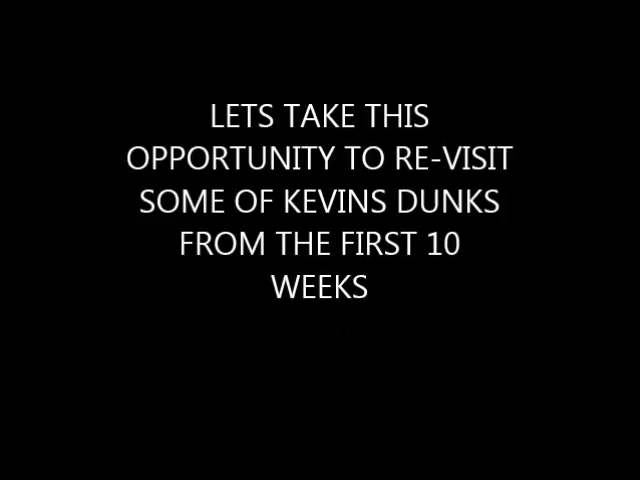 LETS TAKE THIS
OPPORTUNITY TO RE-VISIT
SOME OF KEVINS DUNKS
FROM THE FIRST 10
WEEKS